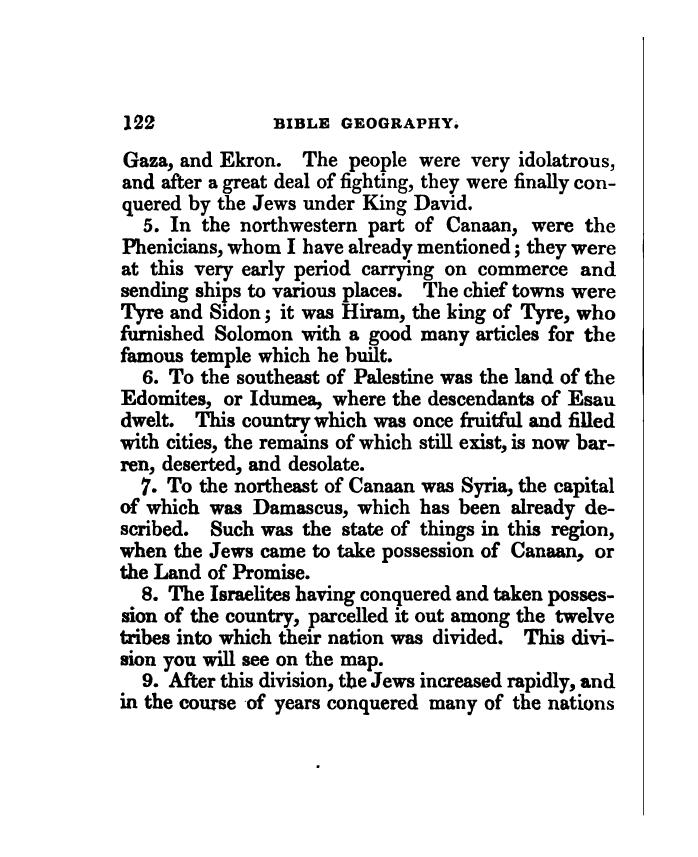 122 BIBLE GEOGRAPHY.
Gaza, and Ekron. The people were very idolatrous,
and after a great deal of fighting, they were finally con-
quered by the Jews under King David.
5. In the northwestern part of Canaan, were the
Phenicians, whom I have already mentioned; they were
at this very early period carrying on commerce and
sending ships to various places. The chief towns were
Tyre and Sidon; it was Hiram, the king of Tyre, who
furnished Solomon with a good many articles for the
famous temple which he built.
6. To the southeast of Palestine was the land of the
Edomites, or Idumea, where the descendants of Esau
dwelt. This country which was once fruitful and filled
with cities, the remains of which still exist, is now bar-
ren, deserted, and desolate.
7. To the northeast of Canaan was Syria, the capital
of which was Damascus, which has been already de-
scribed. Such was the state of things in this region,
when the Jews came to take possession of Canaan, or
the Land of Promise.
8. The Israelites having conquered and taken posses-
sion of the country, parcelled it out among the twelve
tribes into which their nation was divided. This divi-
sion you will see on the map.
9. After this division, the Jews increased rapidly, and
in the course of years conquered many of the nations